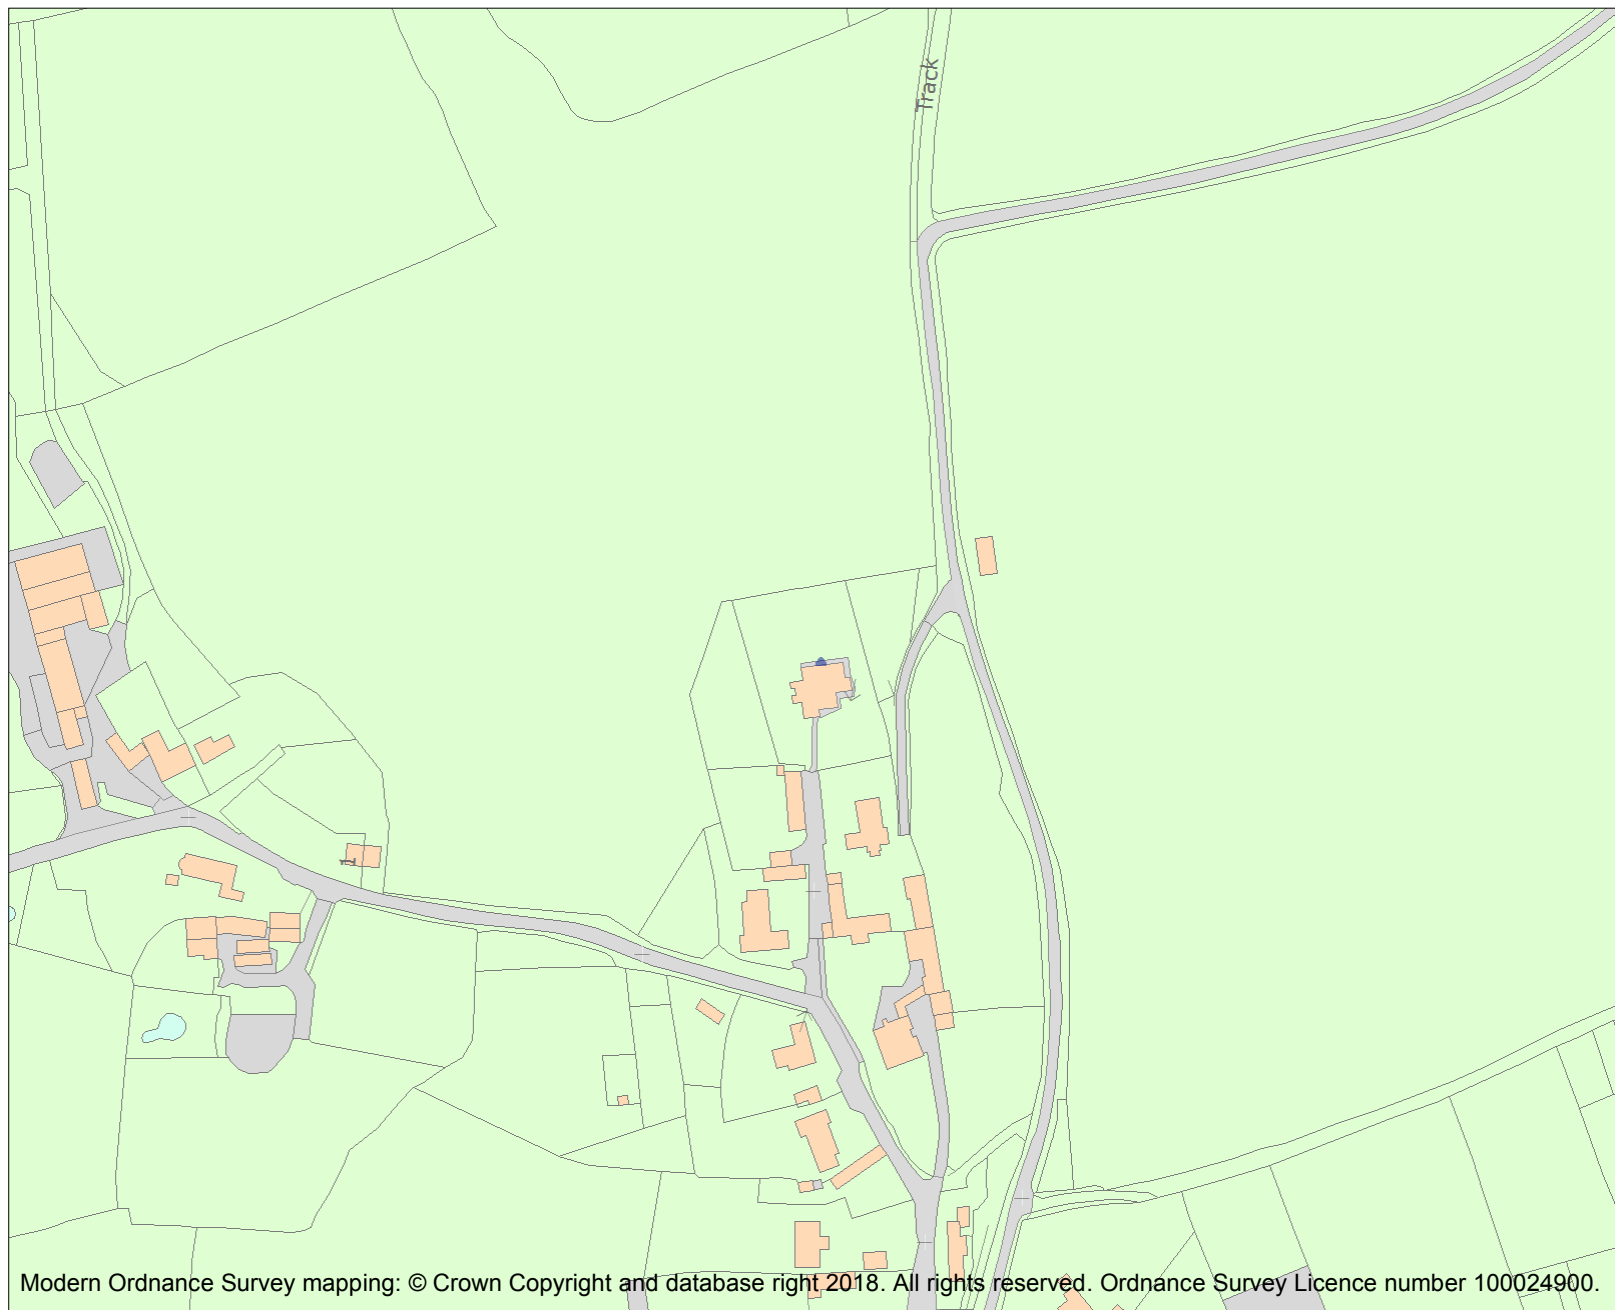 Track
1
Modern Ordnance Survey mapping: © Crown Copyright and database right 2018. All rights reserved. Ordnance Survey Licence number 100024900.